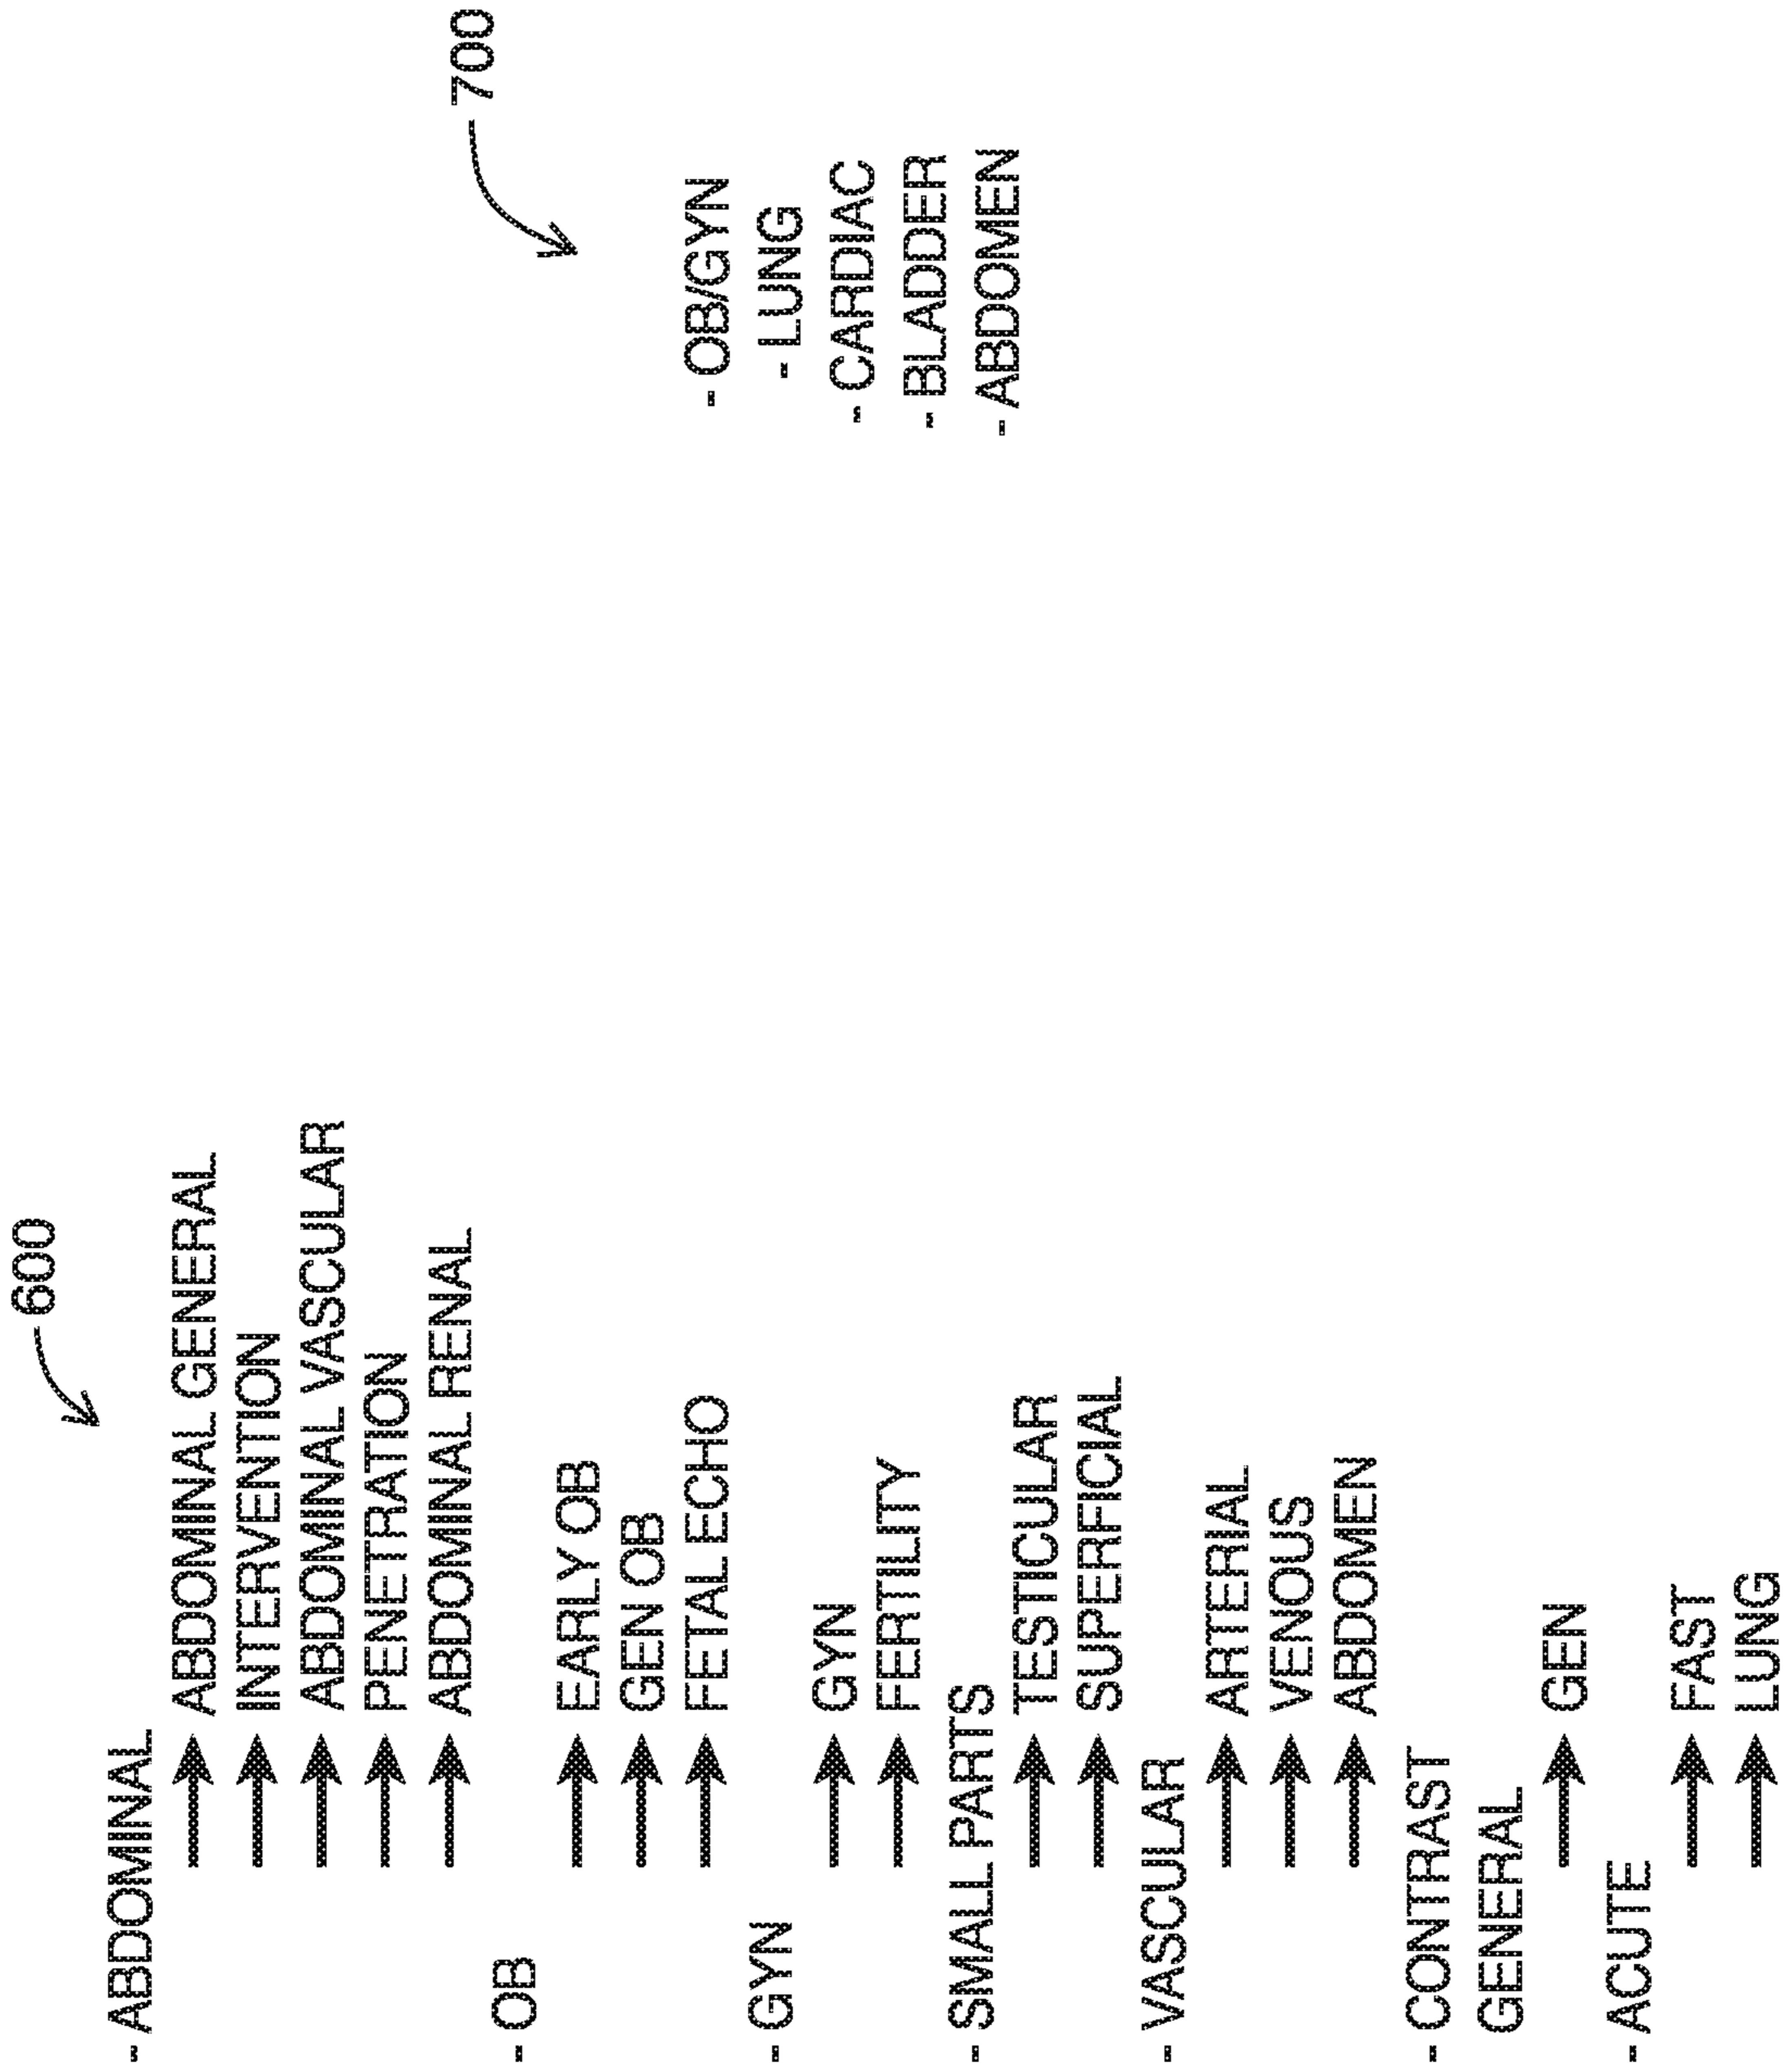 600
- ABDOMINAL
ABDOMINAL GENERAL
INTERVENTION
ABDOMINAL VASCULAR
PENETRATION
ABDOMINAL RENAL
- OB
EARLY OB
GEN OB
FETAL ECHO
- GYN
GYN
FERTILITY
- SMALL PARTS
TESTICULAR
SUPERFICIAL
- VASCULAR
ARTERIAL
VENOUS
ABDOMEN
- CONTRAST
GENERAL
GEN
- ACUTE
FAST
LUNG
700
- OB/GYN
- LUNG
- CARDIAC
- BLADDER
- ABDOMEN